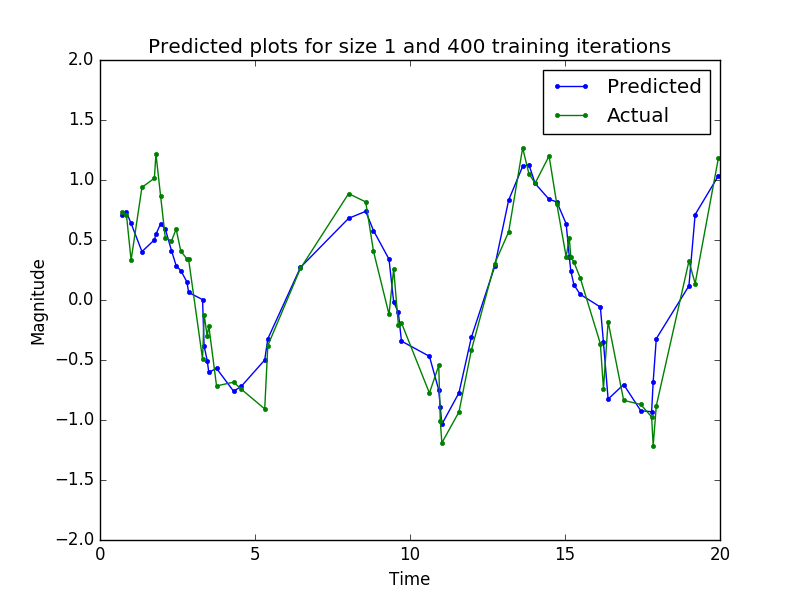 Predicted plots for size 1 and 400 training iterations
Predicted
Actual
2.0
1.5
1.0
0.5
0.0
−0.5
−1.0
−1.5
−2.0
Magnitude
0 5 10 15 20
Time